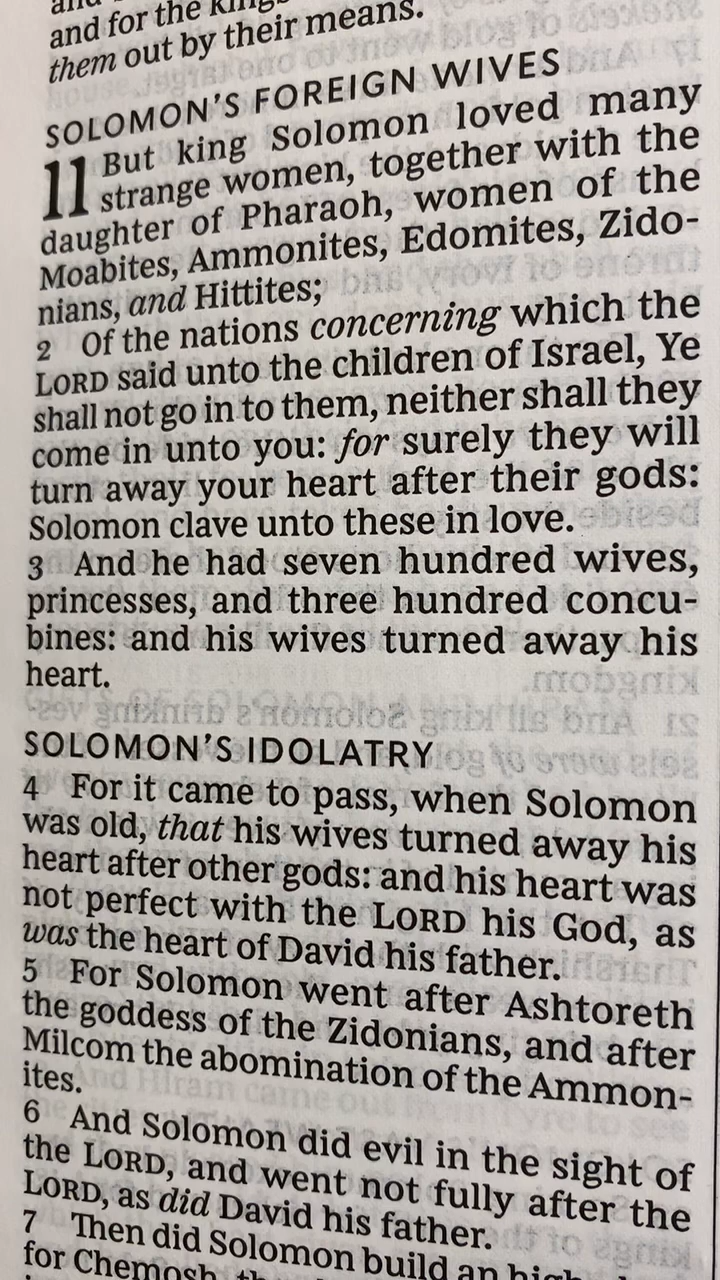 and for the kings
them out by their means.
SOLOMON'S FOREIGN WIVES
11 But king Solomon loved many
strange women, together with the
daughter of Pharaoh, women of the
Moabites, Ammonites, Edomites, Zido-
nians, and Hittites;
2 Of the nations concerning which the
LORD said unto the children of Israel, Ye
shall not go in to them, neither shall they
come in unto you: for surely they will
turn away your heart after their gods:
Solomon clave unto these in love.
3 And he had seven hundred wives,
princesses, and three hundred concu-
bines: and his wives turned away his
heart.
SOLOMON'S IDOLATRY
4 For it came to pass, when Solomon
was old, that his wives turned away his
heart after other gods: and his heart was
not perfect with the LORD his God, as
was the heart of David his father.
5 For Solomon went after Ashtoreth
the goddess of the Zidonians, and after
Milcom the abomination of the Ammon-
ites.
6 And Solomon did evil in the sight of
the LORD, and went not fully after the
LORD, as did David his father.
7 Then did Solomon build an high
for Chemosh, the